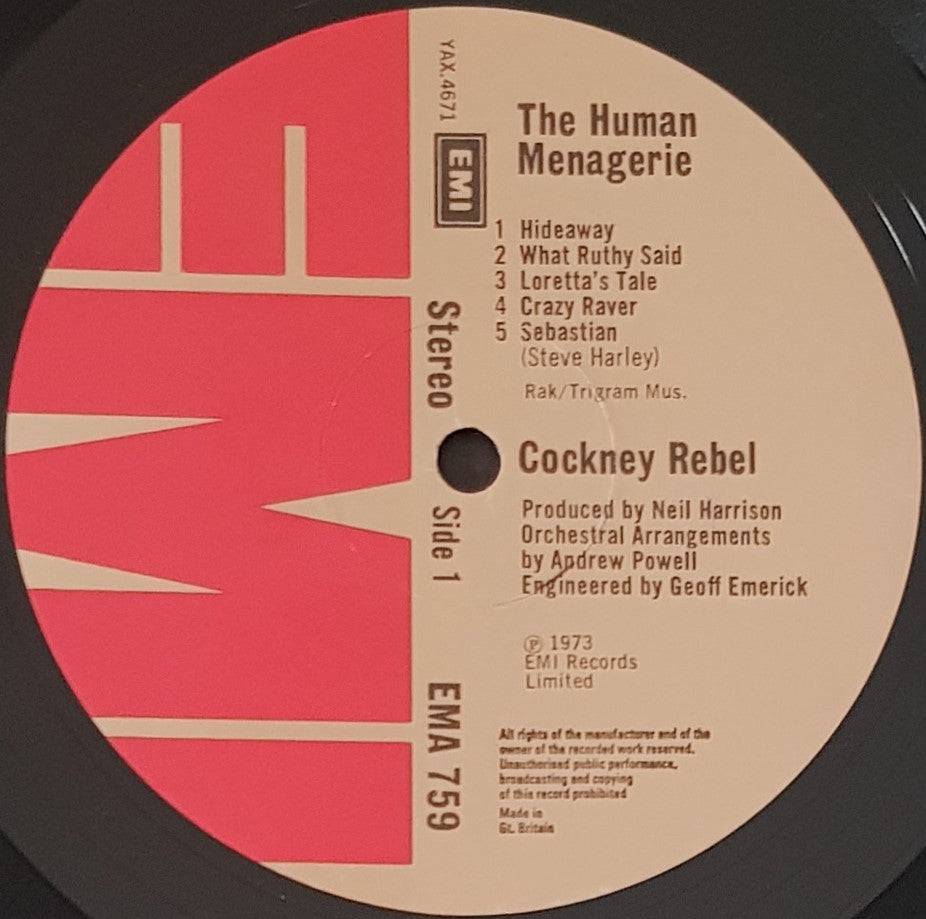 YAX.4671
EMI
The Human
Menagerie
1 Hideaway
2 What Ruthy Said
3 Loretta's Tale
4 Crazy Raver
5 Sebastian
(Steve Harley)
Rak/Trigram Mus.
Stereo
Cockney Rebel
Side 1
Produced by Neil Harrison
Orchestral Arrangements
by Andrew Powell
Engineered by Geoff Emerick
℗ 1973
EMI Records
Limited
EMA 759
All rights of the manufacturer and of the
owner of the recorded work reserved.
Unauthorised public performance,
broadcasting and copying
of this record prohibited
Made in
Gt. Britain
EMI